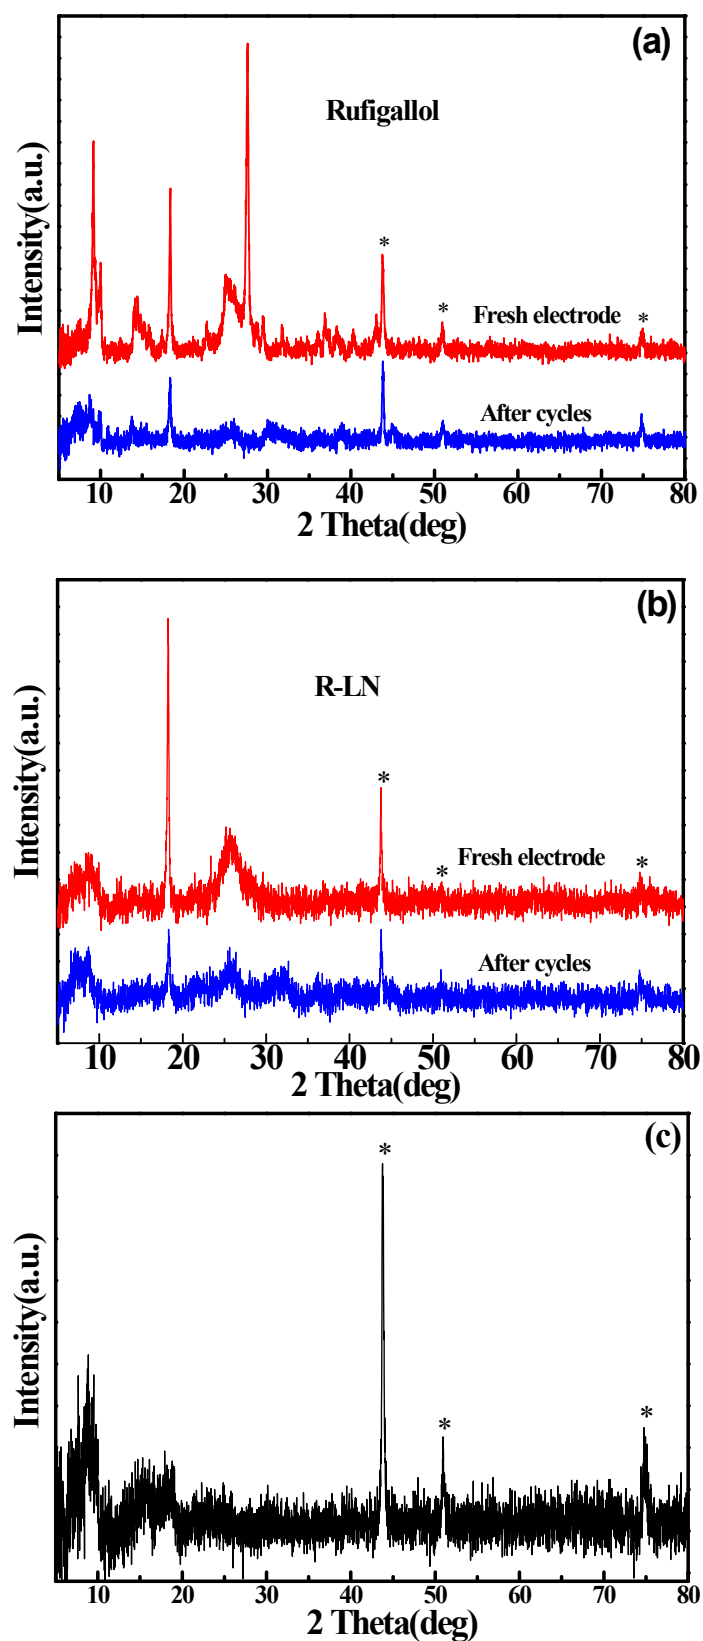 (a)
Rufigallol
*
*
*
Fresh electrode
After cycles
Intensity(a.u.)
10 20 30 40 50 60 70 80
2 Theta(deg)
(b)
R-LN
*
*
*
Fresh electrode
After cycles
Intensity(a.u.)
10 20 30 40 50 60 70 80
2 Theta(deg)
(c)
*
*
*
Intensity(a.u.)
10 20 30 40 50 60 70 80
2 Theta(deg)